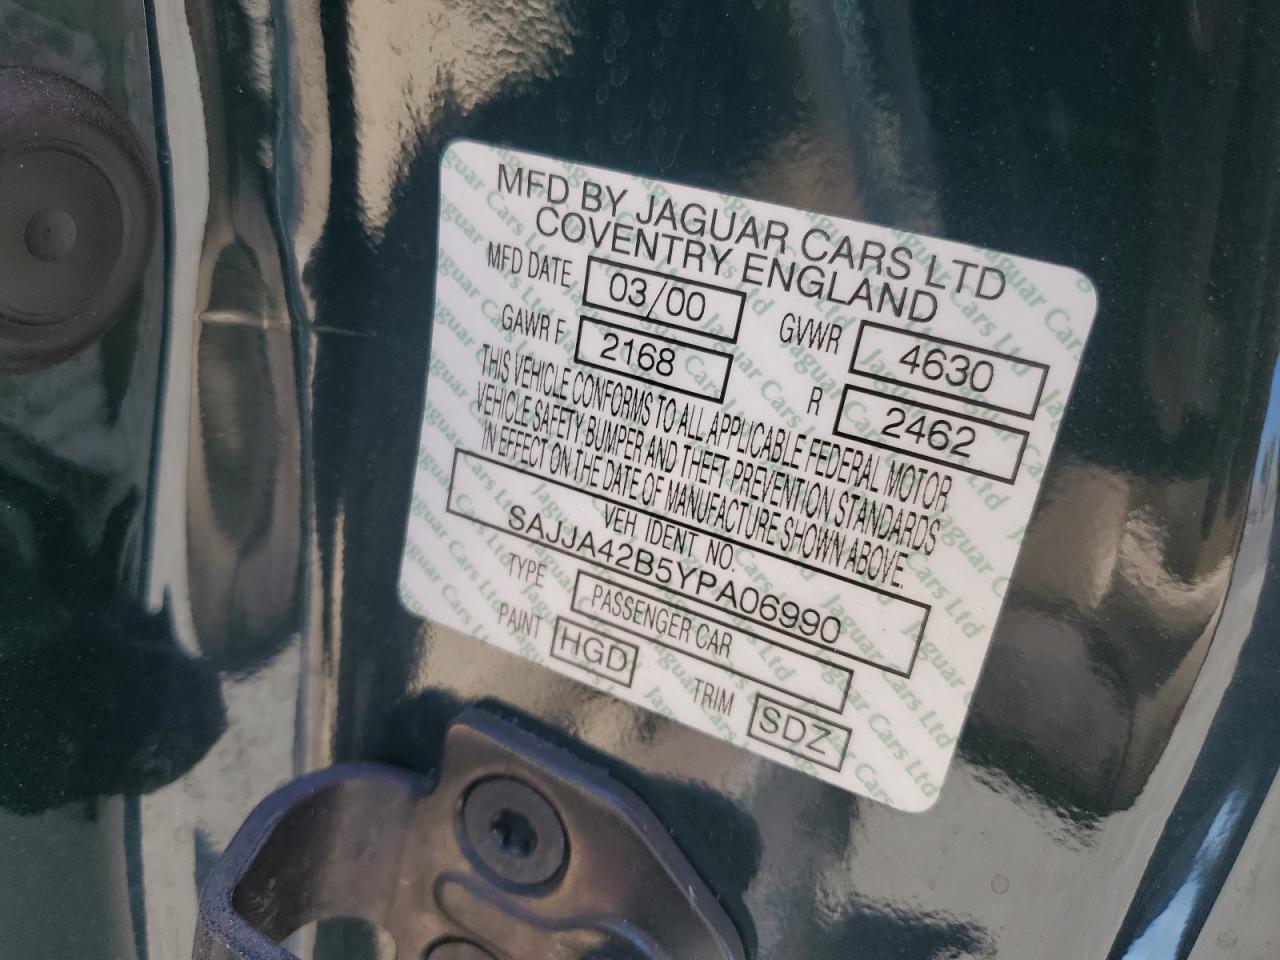 MFD BY JAGUAR CARS LTD
COVENTRY ENGLAND
MFD DATE 03/00 GVWR 4630
GAWR F 2168 R 2462
THIS VEHICLE CONFORMS TO ALL APPLICABLE FEDERAL MOTOR
VEHICLE SAFETY, BUMPER AND THEFT PREVENTION STANDARDS
IN EFFECT ON THE DATE OF MANUFACTURE SHOWN ABOVE.
VEH IDENT. NO.
SAJJA42B5YPA06990
TYPE PASSENGER CAR
PAINT HGD TRIM SDZ